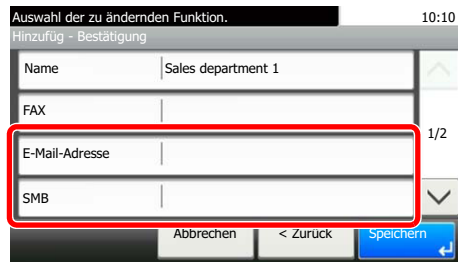 Auswahl der zu ändernden Funktion. 10:10
Hinzufüg - Bestätigung
Name Sales department 1
FAX
1/2
E-Mail-Adresse
SMB
Abbrechen < Zurück Speichern